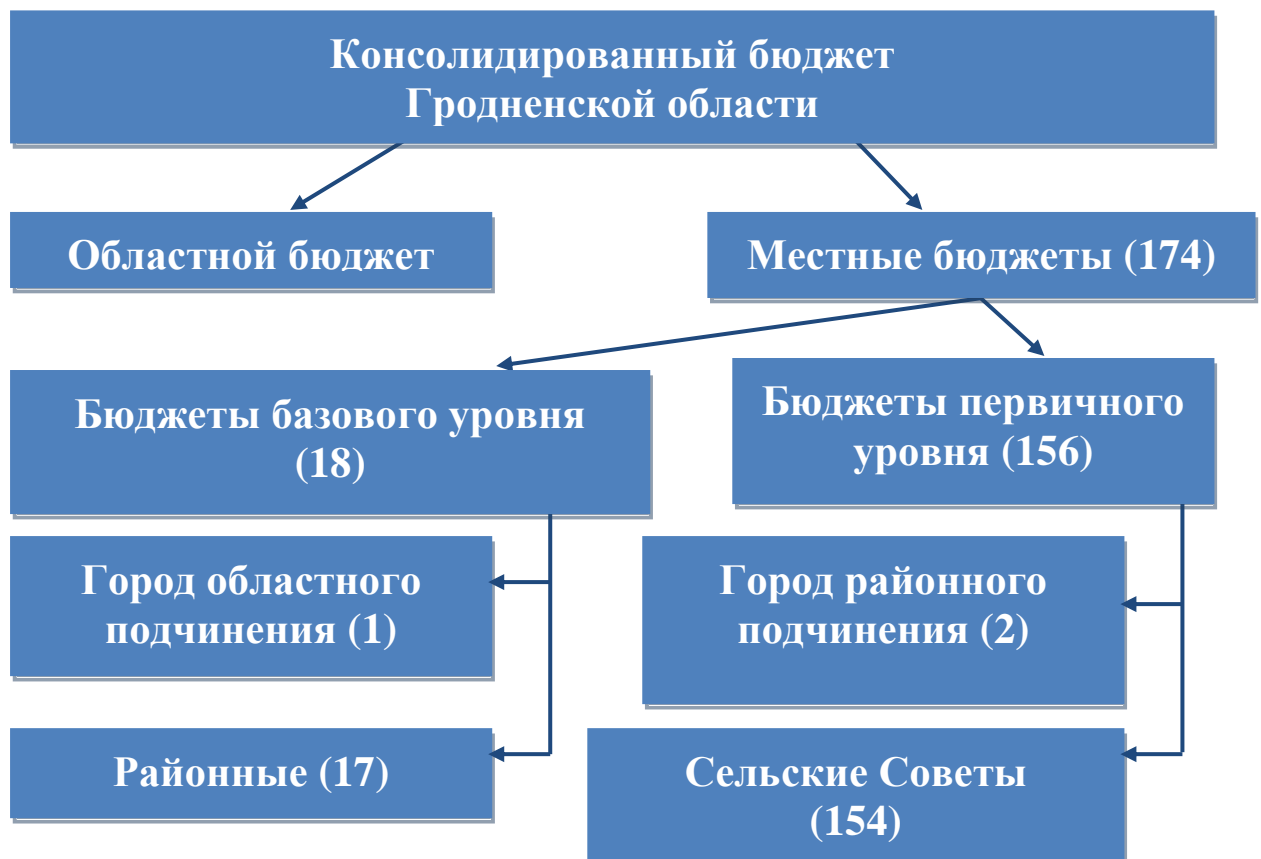 Консолидированный бюджет
Гродненской области
Областной бюджет
Местные бюджеты (174)
Бюджеты базового уровня
(18)
Бюджеты первичного
уровня (156)
Город областного
подчинения (1)
Город районного
подчинения (2)
Районные (17)
Сельские Советы
(154)